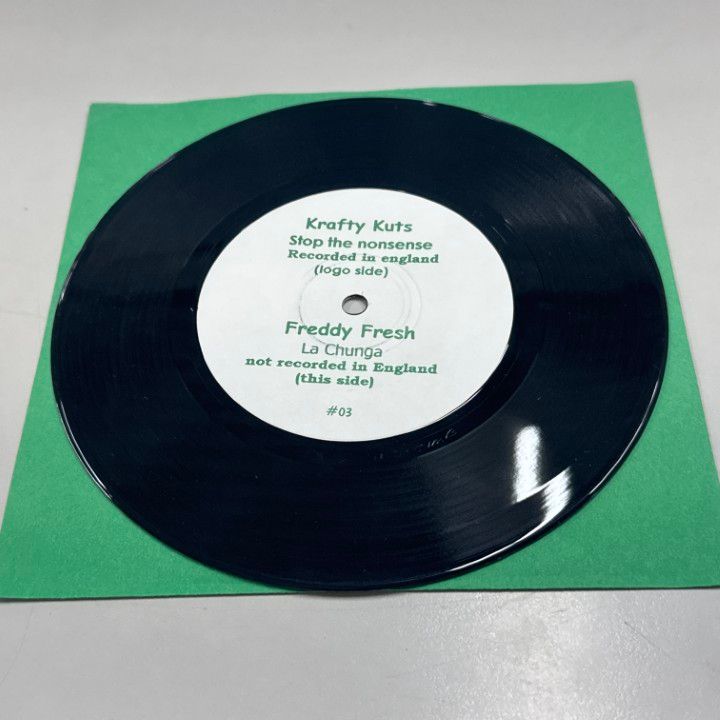 Krafty Kuts
Stop the nonsense
Recorded in england
(logo side)
Freddy Fresh
La Chunga
not recorded in England
(this side)
#03